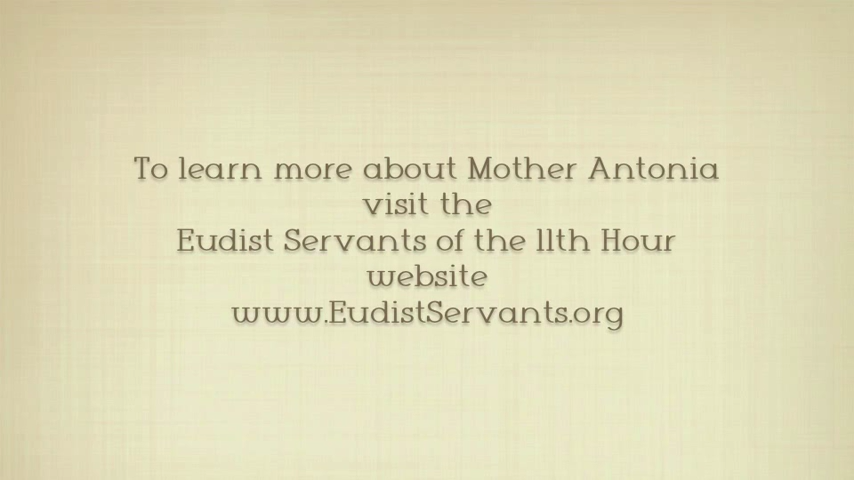 To learn more about Mother Antonia
visit the
Eudist Servants of the 11th Hour
website
www.EudistServants.org